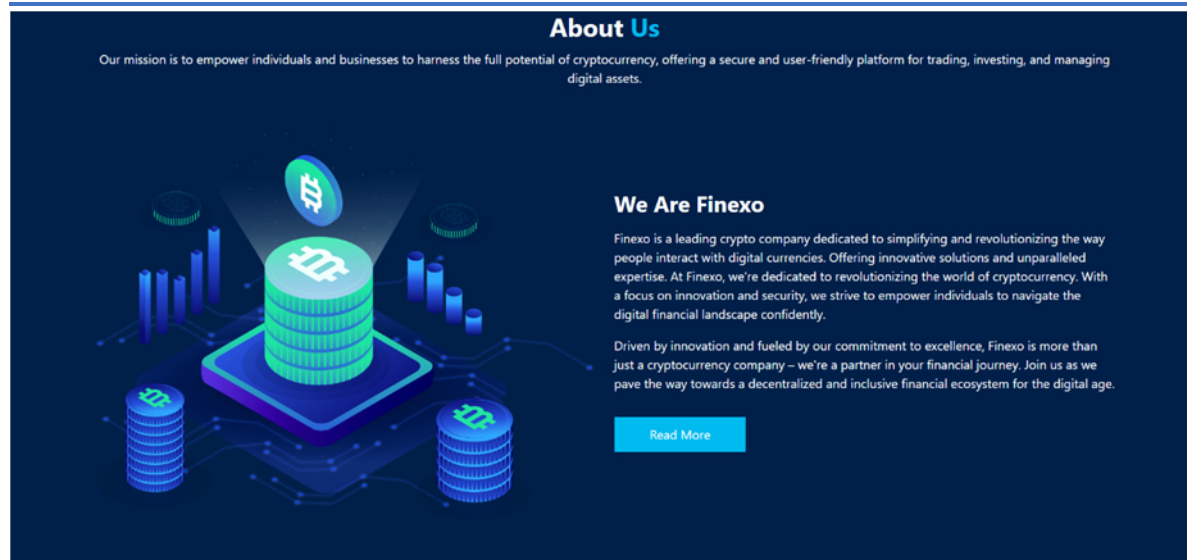 About Us
Our mission is to empower individuals and businesses to harness the full potential of cryptocurrency, offering a secure and user-friendly platform for trading, investing, and managing
digital assets.
We Are Finexo
Finexo is a leading crypto company dedicated to simplifying and revolutionizing the way
people interact with digital currencies. Offering innovative solutions and unparalleled
expertise. At Finexo, we're dedicated to revolutionizing the world of cryptocurrency. With
a focus on innovation and security, we strive to empower individuals to navigate the
digital financial landscape confidently.
Driven by innovation and fueled by our commitment to excellence, Finexo is more than
just a cryptocurrency company – we're a partner in your financial journey. Join us as we
pave the way towards a decentralized and inclusive financial ecosystem for the digital age.
Read More